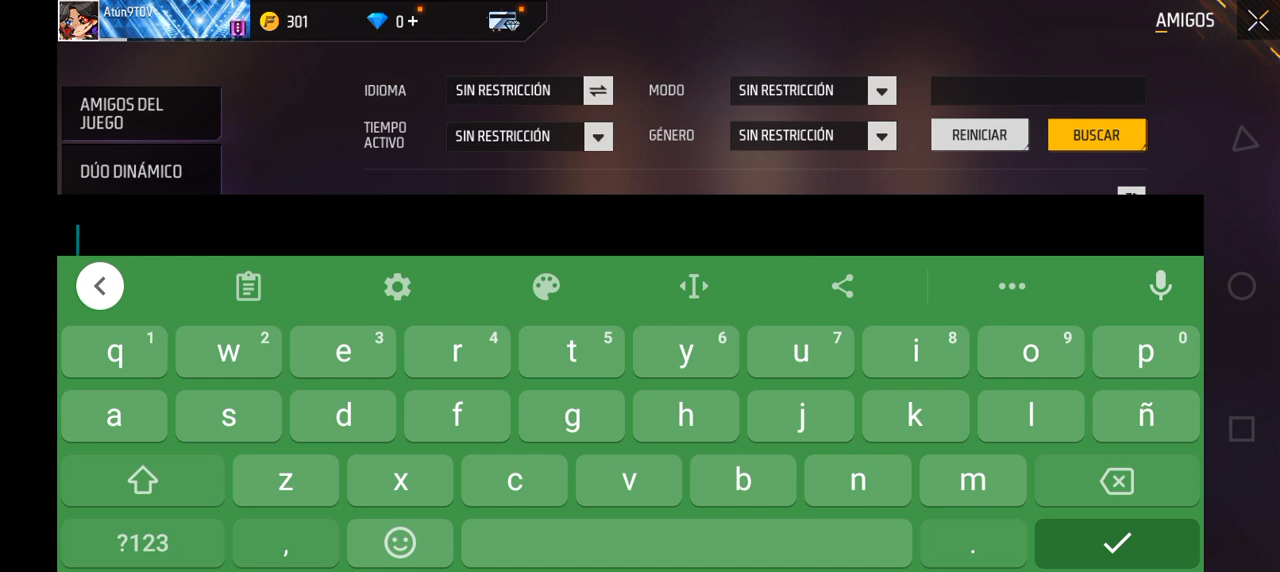 Atún9T0V
301
0 +
AMIGOS
AMIGOS DEL
JUEGO
DÚO DINÁMICO
IDIOMA
SIN RESTRICCIÓN
MODO
SIN RESTRICCIÓN
TIEMPO
ACTIVO
SIN RESTRICCIÓN
GÉNERO
SIN RESTRICCIÓN
REINICIAR
BUSCAR
q 1 w 2 e 3 r 4 t 5 y 6 u 7 i 8 o 9 p 0
a s d f g h j k l ñ
z x c v b n m
?123 , .